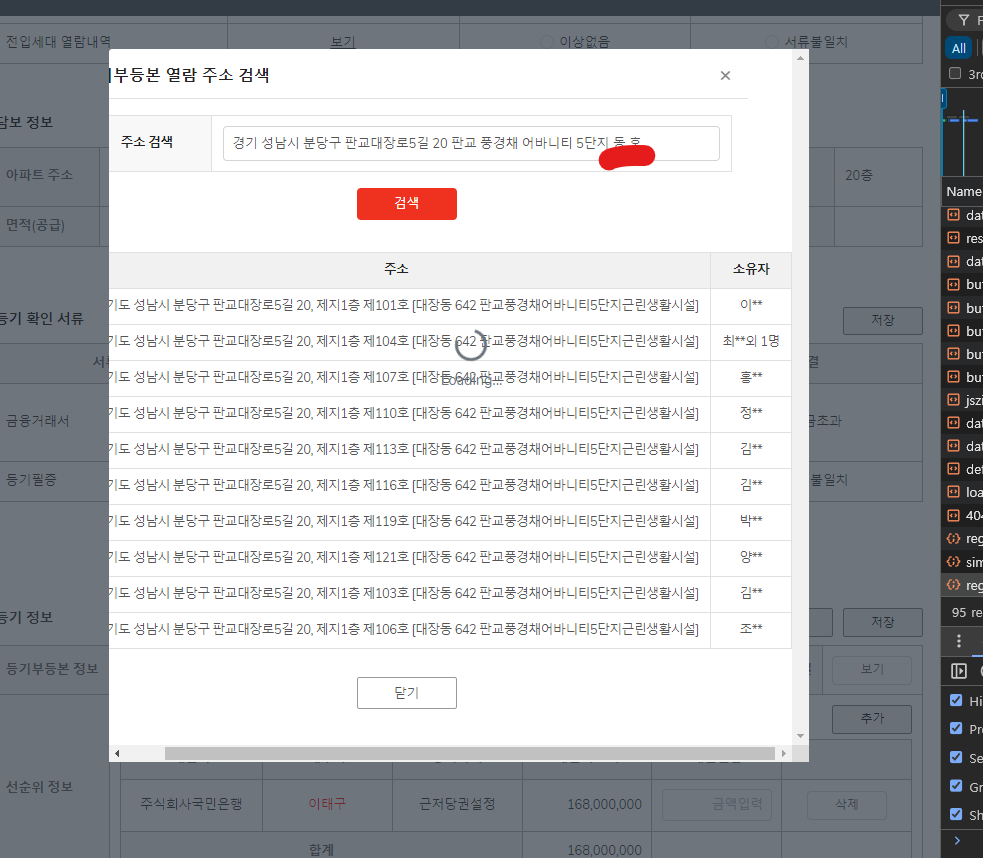 전입세대 열람내역 보기 이상없음 서류불일치
기부등본 열람 주소 검색 ×
담보 정보
주소 검색 경기 성남시 분당구 판교대장로5길 20 판교 풍경채 어바니티 5단지 동 호
아파트 주소 20층
면적(공급)
검색
주소 소유자
기도 성남시 분당구 판교대장로5길 20, 제지1층 제101호 [대장동 642 판교풍경채어바니티5단지근린생활시설] 이**
등기 확인 서류 저장
기도 성남시 분당구 판교대장로5길 20, 제지1층 제104호 [대장동 642 판교풍경채어바니티5단지근린생활시설] 최**외 1명
Loading...
기도 성남시 분당구 판교대장로5길 20, 제지1층 제107호 [대장동 642 판교풍경채어바니티5단지근린생활시설] 홍**
기도 성남시 분당구 판교대장로5길 20, 제지1층 제110호 [대장동 642 판교풍경채어바니티5단지근린생활시설] 정**
금융거래서 금초과
기도 성남시 분당구 판교대장로5길 20, 제지1층 제113호 [대장동 642 판교풍경채어바니티5단지근린생활시설] 김**
등기필증 불일치
기도 성남시 분당구 판교대장로5길 20, 제지1층 제116호 [대장동 642 판교풍경채어바니티5단지근린생활시설] 김**
기도 성남시 분당구 판교대장로5길 20, 제지1층 제119호 [대장동 642 판교풍경채어바니티5단지근린생활시설] 박**
기도 성남시 분당구 판교대장로5길 20, 제지1층 제121호 [대장동 642 판교풍경채어바니티5단지근린생활시설] 양**
기도 성남시 분당구 판교대장로5길 20, 제지1층 제103호 [대장동 642 판교풍경채어바니티5단지근린생활시설] 김**
기도 성남시 분당구 판교대장로5길 20, 제지1층 제106호 [대장동 642 판교풍경채어바니티5단지근린생활시설] 조**
등기 정보 저장
등기부등본 정보 보기
닫기
추가
선순위 정보
주식회사국민은행 이태구 근저당권설정 168,000,000 금액입력 삭제
합계 168,000,000
All
3r
Name
dat
res
dat
but
but
but
but
but
jszi
dat
dat
def
loa
404
reg
sim
reg
95 re
Hi
Pr
Se
Gr
Sh